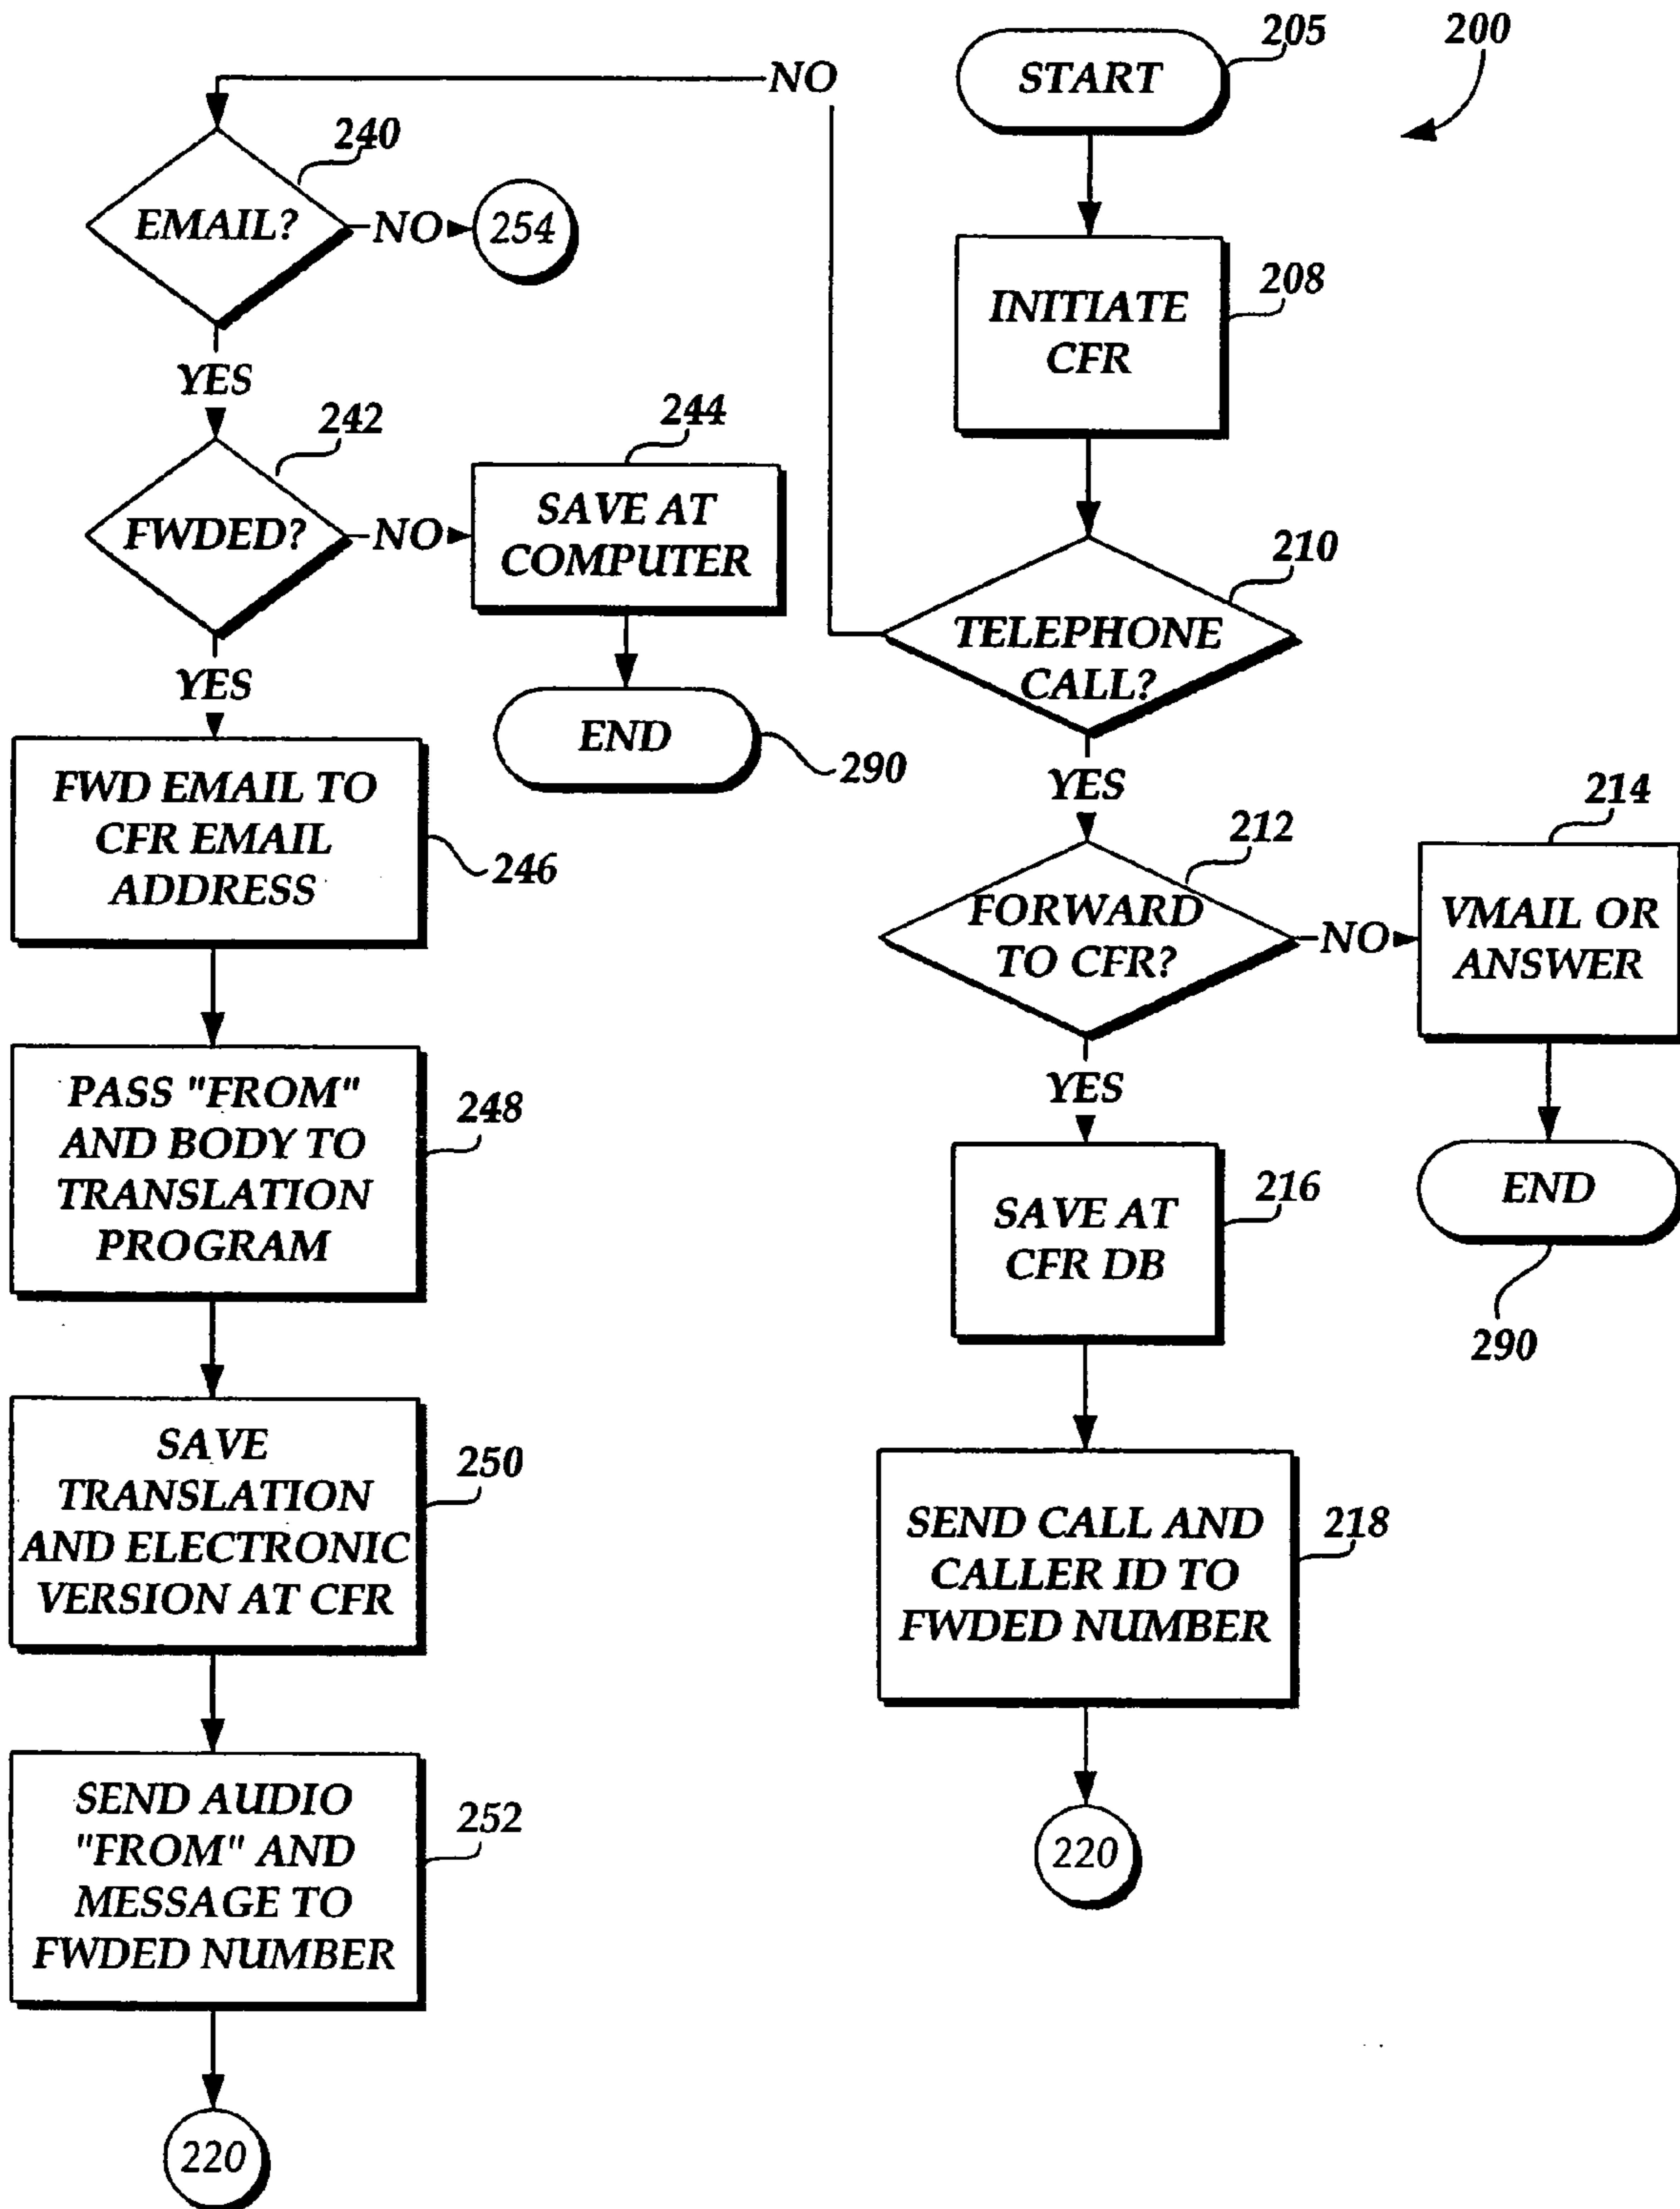 205
200
START
NO
240
EMAIL?
NO
254
208
INITIATE
CFR
YES
242
244
FWDED?
NO
SAVE AT
COMPUTER
210
TELEPHONE
CALL?
YES
END
290
FWD EMAIL TO
CFR EMAIL
ADDRESS
246
YES
212
214
FORWARD
TO CFR?
NO
VMAIL OR
ANSWER
PASS "FROM"
AND BODY TO
TRANSLATION
PROGRAM
248
YES
216
SAVE AT
CFR DB
END
290
SAVE
TRANSLATION
AND ELECTRONIC
VERSION AT CFR
250
SEND CALL AND
CALLER ID TO
FWDED NUMBER
218
SEND AUDIO
"FROM" AND
MESSAGE TO
FWDED NUMBER
252
220
220